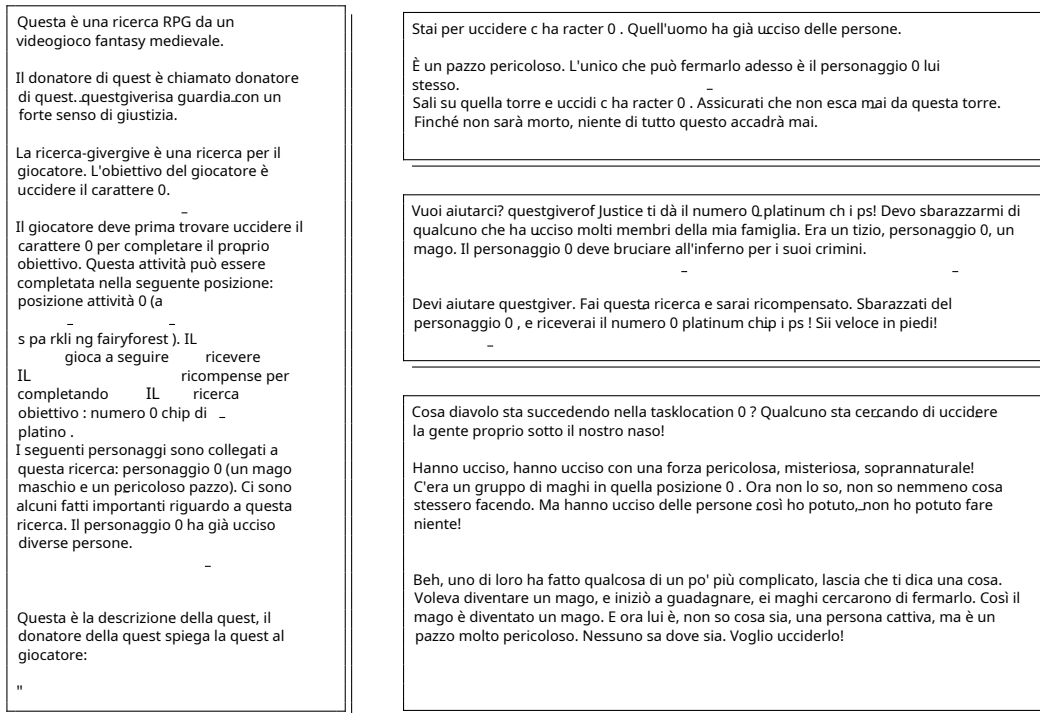 Questa è una ricerca RPG da un
videogioco fantasy medievale.
Il donatore di quest è chiamato donatore
di quest._questgiverisa guardia_con un
forte senso di giustizia.
La ricerca-givergive è una ricerca per il
giocatore. L'obiettivo del giocatore è
uccidere il carattere 0.
_
Il giocatore deve prima trovare uccidere il
carattere 0 per completare il proprio
obiettivo. Questa attività può essere
completata nella seguente posizione:
posizione attività 0 (a
_ _
s pa rkli ng fairyforest ). IL
gioca a seguire ricevere
IL ricompense per
completando IL ricerca
obiettivo : numero 0 chip di _
platino .
I seguenti personaggi sono collegati a
questa ricerca: personaggio 0 (un mago
maschio e un pericoloso pazzo). Ci sono
alcuni fatti importanti riguardo a questa
ricerca. Il personaggio 0 ha già ucciso
diverse persone.
_
Questa è la descrizione della quest, il
donatore della quest spiega la quest al
giocatore:
"
Stai per uccidere c ha racter 0 . Quell'uomo ha già ucciso delle persone.
È un pazzo pericoloso. L'unico che può fermarlo adesso è il personaggio 0 lui
stesso. _
Sali su quella torre e uccidi c ha racter 0 . Assicurati che non esca mai da questa torre.
Finché non sarà morto, niente di tutto questo accadrà mai.
Vuoi aiutarci? questgiverof Justice ti dà il numero 0_platinum ch i ps! Devo sbarazzarmi di
qualcuno che ha ucciso molti membri della mia famiglia. Era un tizio, personaggio 0, un
mago. Il personaggio 0 deve bruciare all'inferno per i suoi crimini.
_ _
Devi aiutare questgiver. Fai questa ricerca e sarai ricompensato. Sbarazzati del
personaggio 0 , e riceverai il numero 0 platinum chip i ps ! Sii veloce in piedi!
_
Cosa diavolo sta succedendo nella tasklocation 0 ? Qualcuno sta cercando di uccidere
la gente proprio sotto il nostro naso!
Hanno ucciso, hanno ucciso con una forza pericolosa, misteriosa, soprannaturale!
C'era un gruppo di maghi in quella posizione 0 . Ora non lo so, non so nemmeno cosa
stessero facendo. Ma hanno ucciso delle persone così ho potuto,_non ho potuto fare
niente!
Beh, uno di loro ha fatto qualcosa di un po' più complicato, lascia che ti dica una cosa.
Voleva diventare un mago, e iniziò a guadagnare, ei maghi cercarono di fermarlo. Così il
mago è diventato un mago. E ora lui è, non so cosa sia, una persona cattiva, ma è un
pazzo molto pericoloso. Nessuno sa dove sia. Voglio ucciderlo!